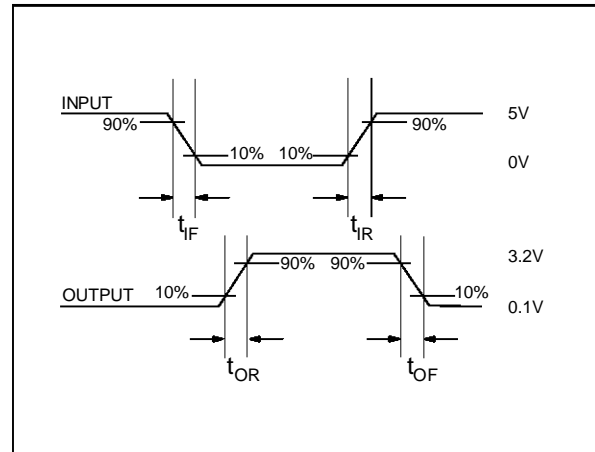 INPUT 5V
90% 90%
10% 10% 0V
tIF tIR
3.2V
90% 90%
OUTPUT 10% 10% 0.1V
tOR tOF